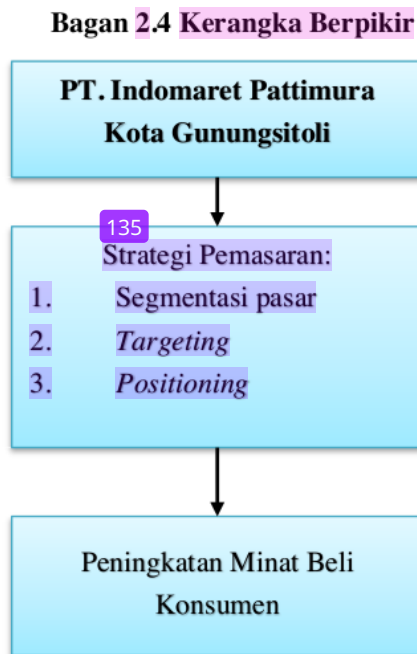 Bagan 2.4 Kerangka Berpikir
PT. Indomaret Pattimura
Kota Gunungsitoli
135
Strategi Pemasaran:
1. Segmentasi pasar
2. Targeting
3. Positioning
Peningkatan Minat Beli
Konsumen